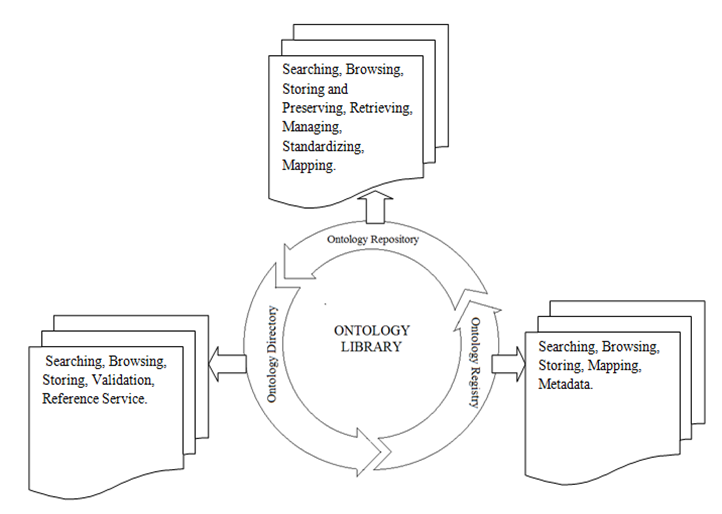 Searching, Browsing,
Storing and
Preserving, Retrieving,
Managing,
Standardizing,
Mapping.
Ontology Repository
ONTOLOGY
LIBRARY
Ontology Directory
Ontology Registry
Searching, Browsing,
Storing, Validation,
Reference Service.
Searching, Browsing,
Storing, Mapping,
Metadata.